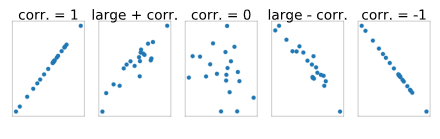 corr. = 1 large + corr. corr. = 0 large - corr. corr. = -1